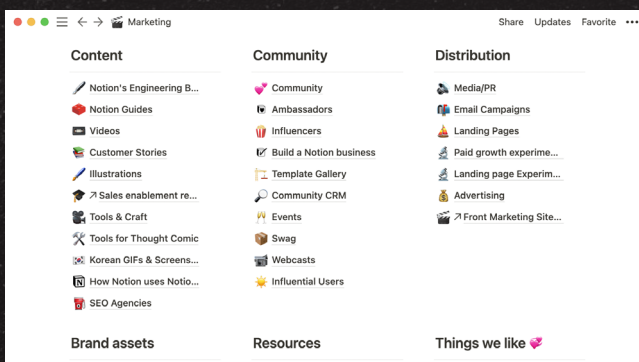 Marketing
Share Updates Favorite
Content
Notion's Engineering B...
Notion Guides
Videos
Customer Stories
Illustrations
Sales enablement re...
Tools & Craft
Tools for Thought Comic
Korean GIFs & Screens...
How Notion uses Notio...
SEO Agencies
Community
Community
Ambassadors
Influencers
Build a Notion business
Template Gallery
Community CRM
Events
Swag
Webcasts
Influential Users
Distribution
Media/PR
Email Campaigns
Landing Pages
Paid growth experime...
Landing page Experim...
Advertising
Front Marketing Site...
Brand assets
Resources
Things we like